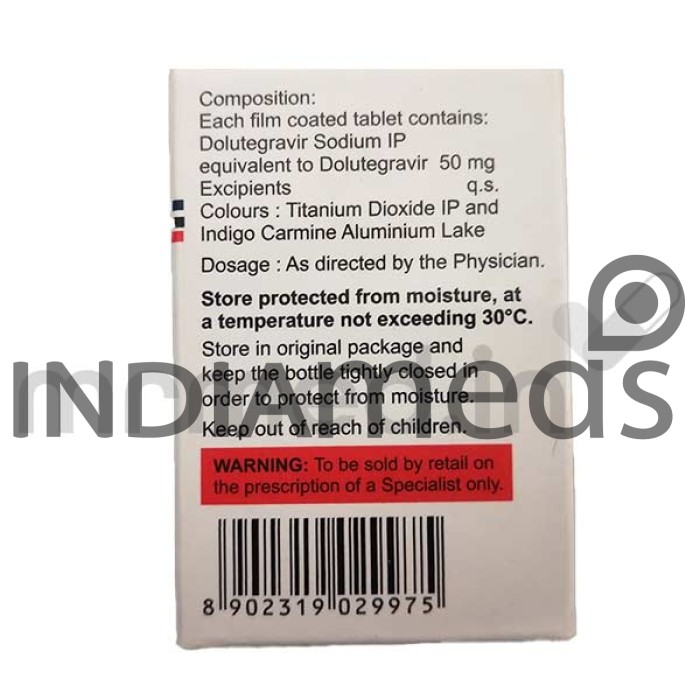 Composition:
Each film coated tablet contains:
Dolutegravir Sodium IP
equivalent to Dolutegravir 50 mg
Excipients q.s.
Colours : Titanium Dioxide IP and
Indigo Carmine Aluminium Lake
Dosage : As directed by the Physician.
Store protected from moisture, at
a temperature not exceeding 30°C.
Store in original package and
keep the bottle tightly closed in
order to protect from moisture.
Keep out of reach of children.
INDIAmeds
WARNING: To be sold by retail on
the prescription of a Specialist only.
8 902319 029975